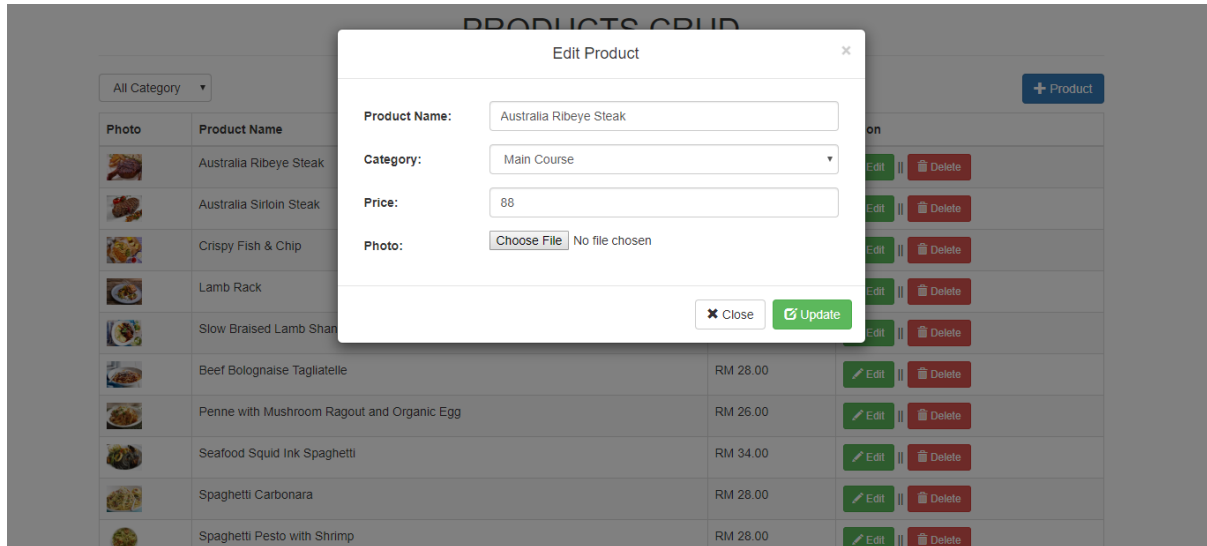 PRODUCTS CRUD
Edit Product ×
All Category
Product
Product Name: Australia Ribeye Steak
Photo Product Name on
Category: Main Course
Australia Ribeye Steak Edit || Delete
Price: 88
Australia Sirloin Steak Edit || Delete
Photo: Choose File No file chosen
Crispy Fish & Chip Edit || Delete
Lamb Rack Edit || Delete
Close Update
Slow Braised Lamb Shan Edit || Delete
Beef Bolognaise Tagliatelle RM 28.00 Edit || Delete
Penne with Mushroom Ragout and Organic Egg RM 26.00 Edit || Delete
Seafood Squid Ink Spaghetti RM 34.00 Edit || Delete
Spaghetti Carbonara RM 28.00 Edit || Delete
Spaghetti Pesto with Shrimp RM 28.00 Edit || Delete